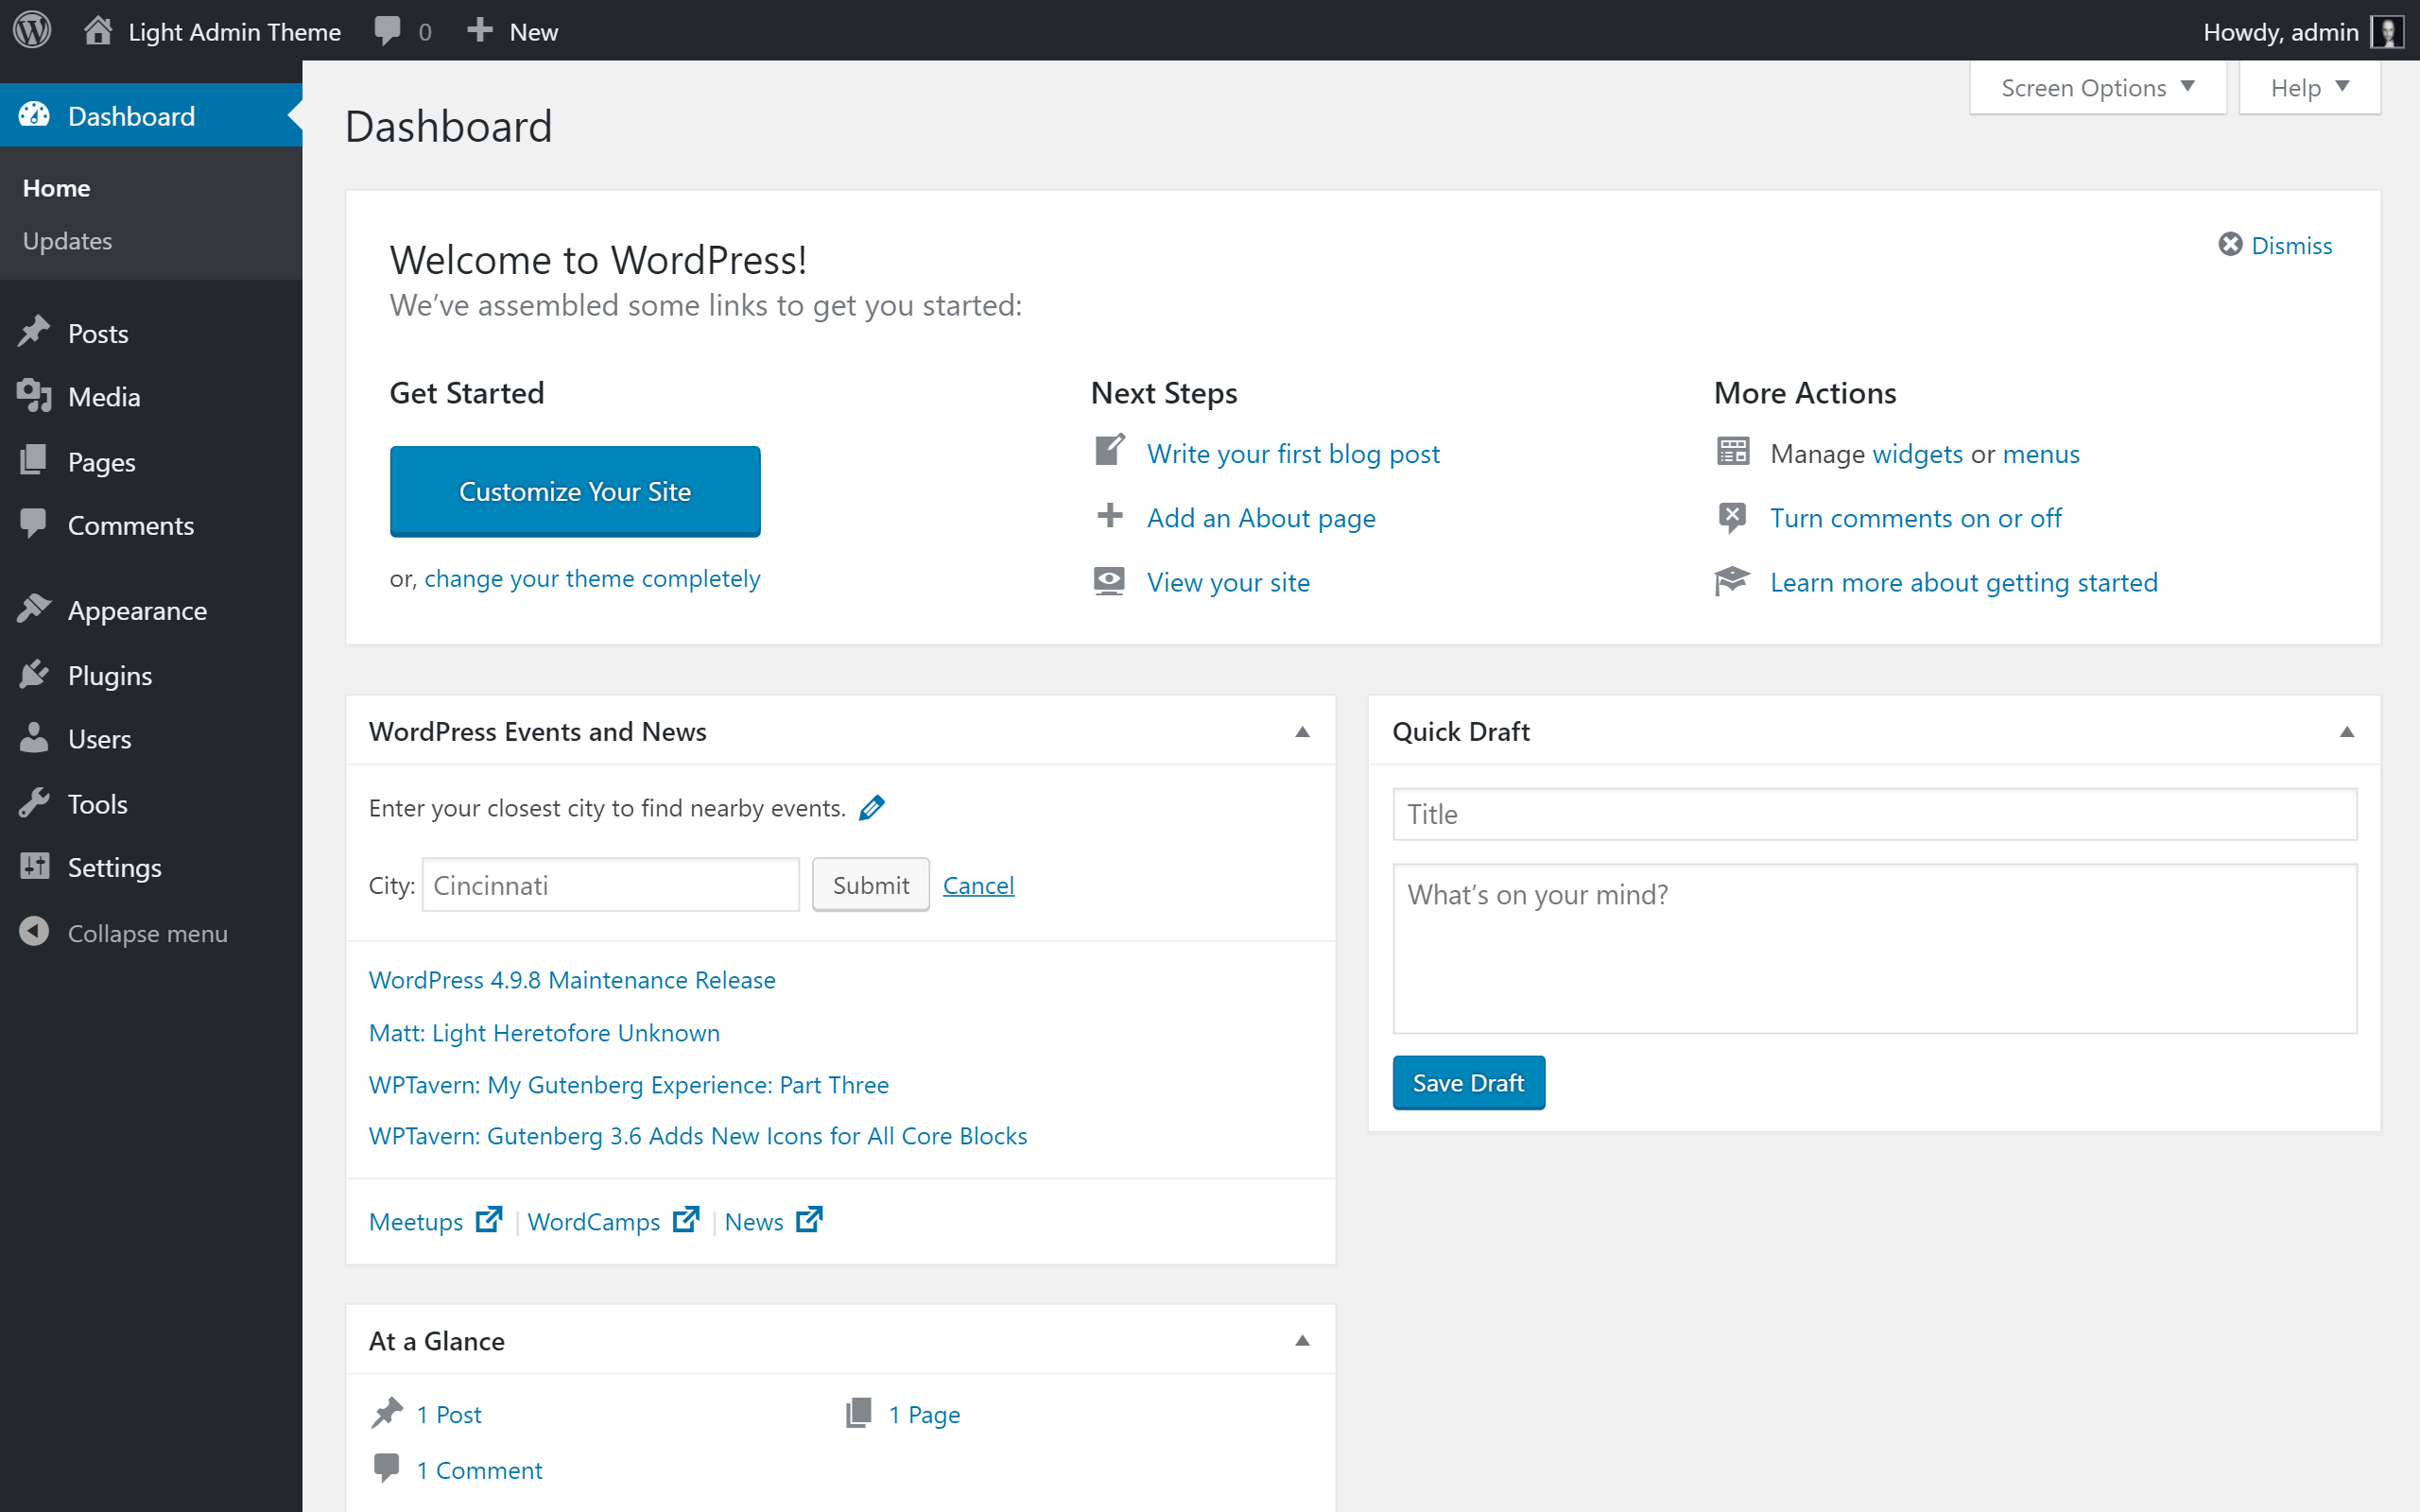 Light Admin Theme 0 New Howdy, admin
Screen Options Help
Dashboard
Home
Updates
Posts
Media
Pages
Comments
Appearance
Plugins
Users
Tools
Settings
Collapse menu
Dashboard
Welcome to WordPress!
We’ve assembled some links to get you started:
Dismiss
Get Started
Customize Your Site
or, change your theme completely
Next Steps
Write your first blog post
Add an About page
View your site
More Actions
Manage widgets or menus
Turn comments on or off
Learn more about getting started
WordPress Events and News
Enter your closest city to find nearby events.
City: Cincinnati Submit Cancel
WordPress 4.9.8 Maintenance Release
Matt: Light Heretofore Unknown
WPTavern: My Gutenberg Experience: Part Three
WPTavern: Gutenberg 3.6 Adds New Icons for All Core Blocks
Meetups | WordCamps | News
Quick Draft
Title
What’s on your mind?
Save Draft
At a Glance
1 Post 1 Page
1 Comment